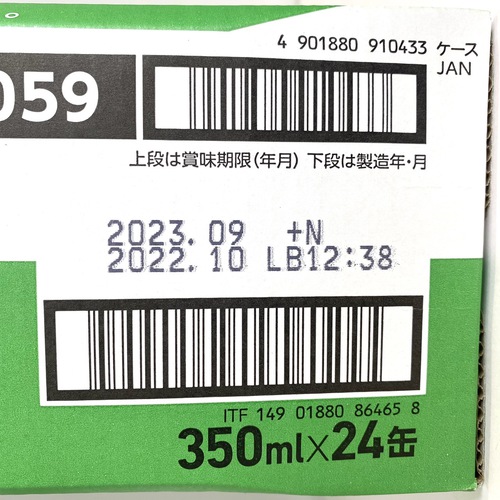 4 901880 910433 ケース
JAN
059
上段は賞味期限(年月) 下段は製造年・月
2023.09 +N
2022.10 LB12:38
ITF 149 01880 86465 8
350ml×24缶